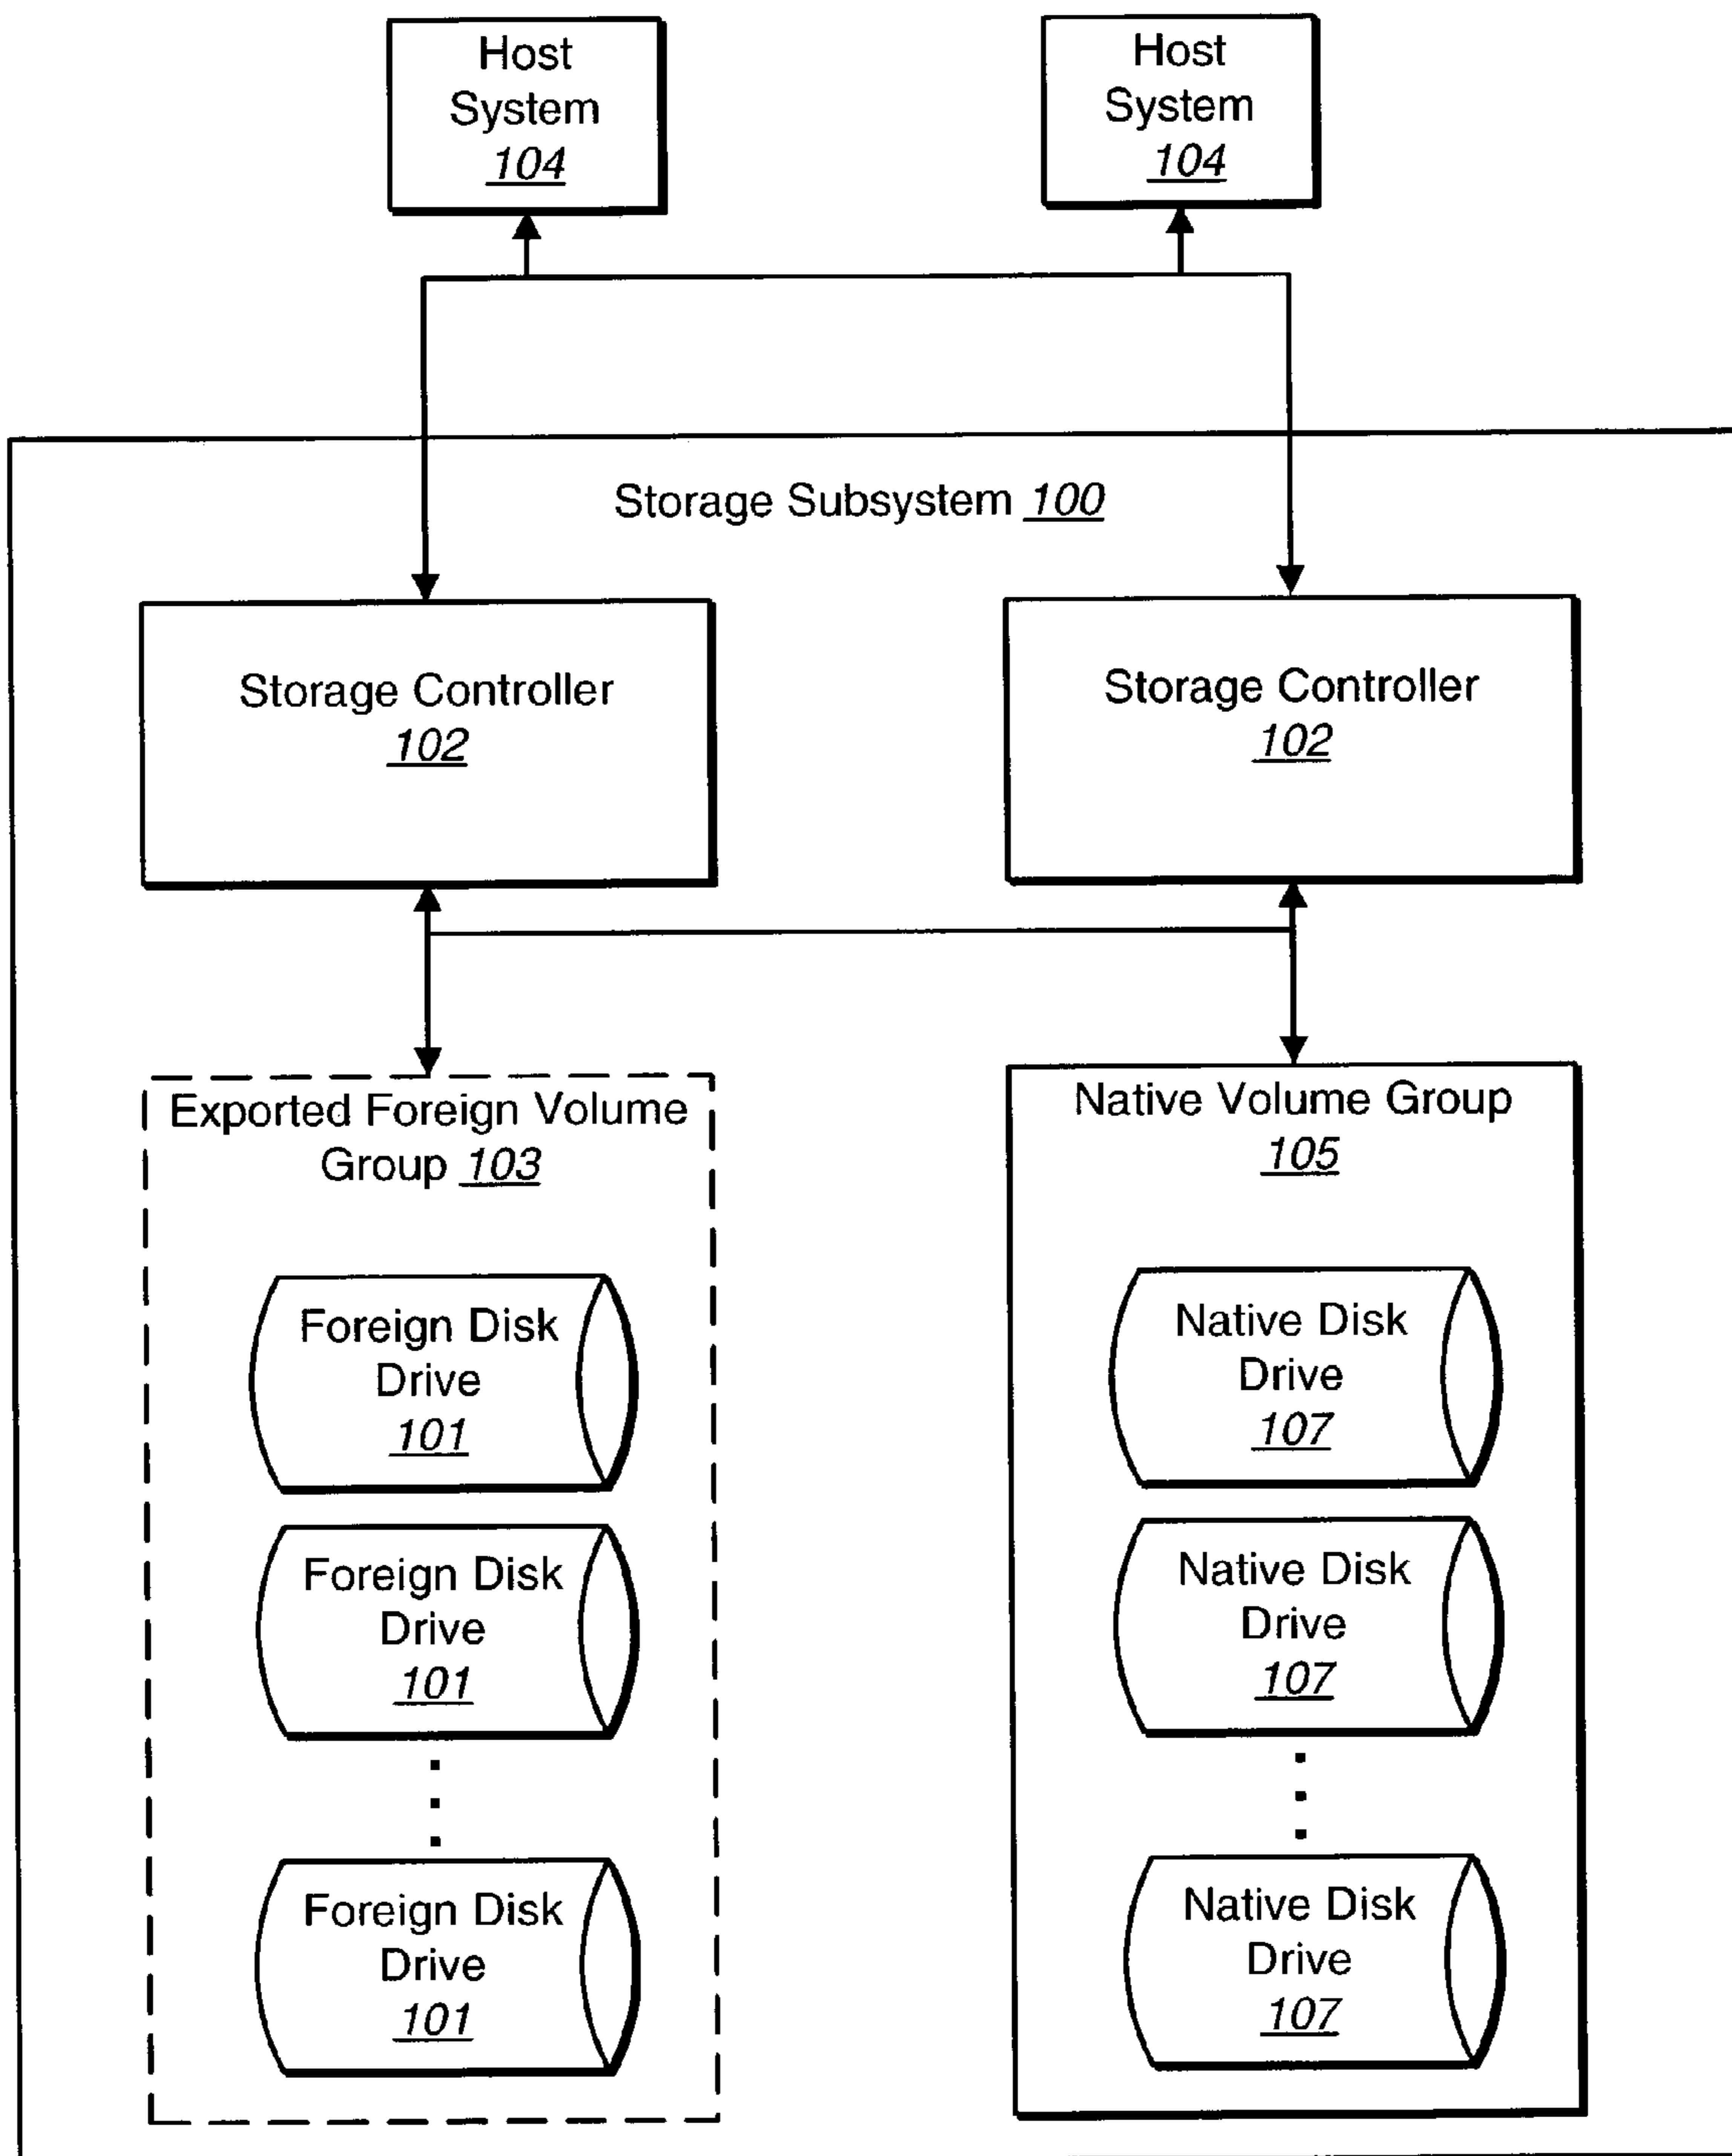 Host
System
104
Host
System
104
Storage Subsystem 100
Storage Controller
102
Storage Controller
102
Exported Foreign Volume
Group 103
Foreign Disk
Drive
101
Foreign Disk
Drive
101
Foreign Disk
Drive
101
Native Volume Group
105
Native Disk
Drive
107
Native Disk
Drive
107
Native Disk
Drive
107